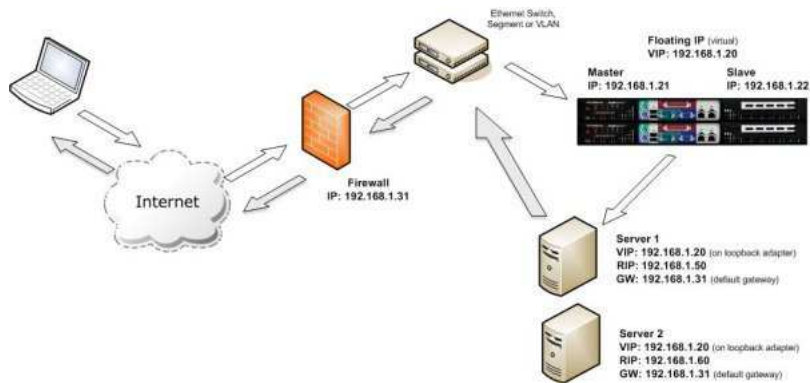 Ethernet Switch,
Segment or VLAN
Floating IP (virtual)
VIP: 192.168.1.20
Master
IP: 192.168.1.21
Slave
IP: 192.168.1.22
Internet
Firewall
IP: 192.168.1.31
Server 1
VIP: 192.168.1.20 (on loopback adapter)
RIP: 192.168.1.50
GW: 192.168.1.31 (default gateway)
Server 2
VIP: 192.168.1.20 (on loopback adapter)
RIP: 192.168.1.60
GW: 192.168.1.31 (default gateway)